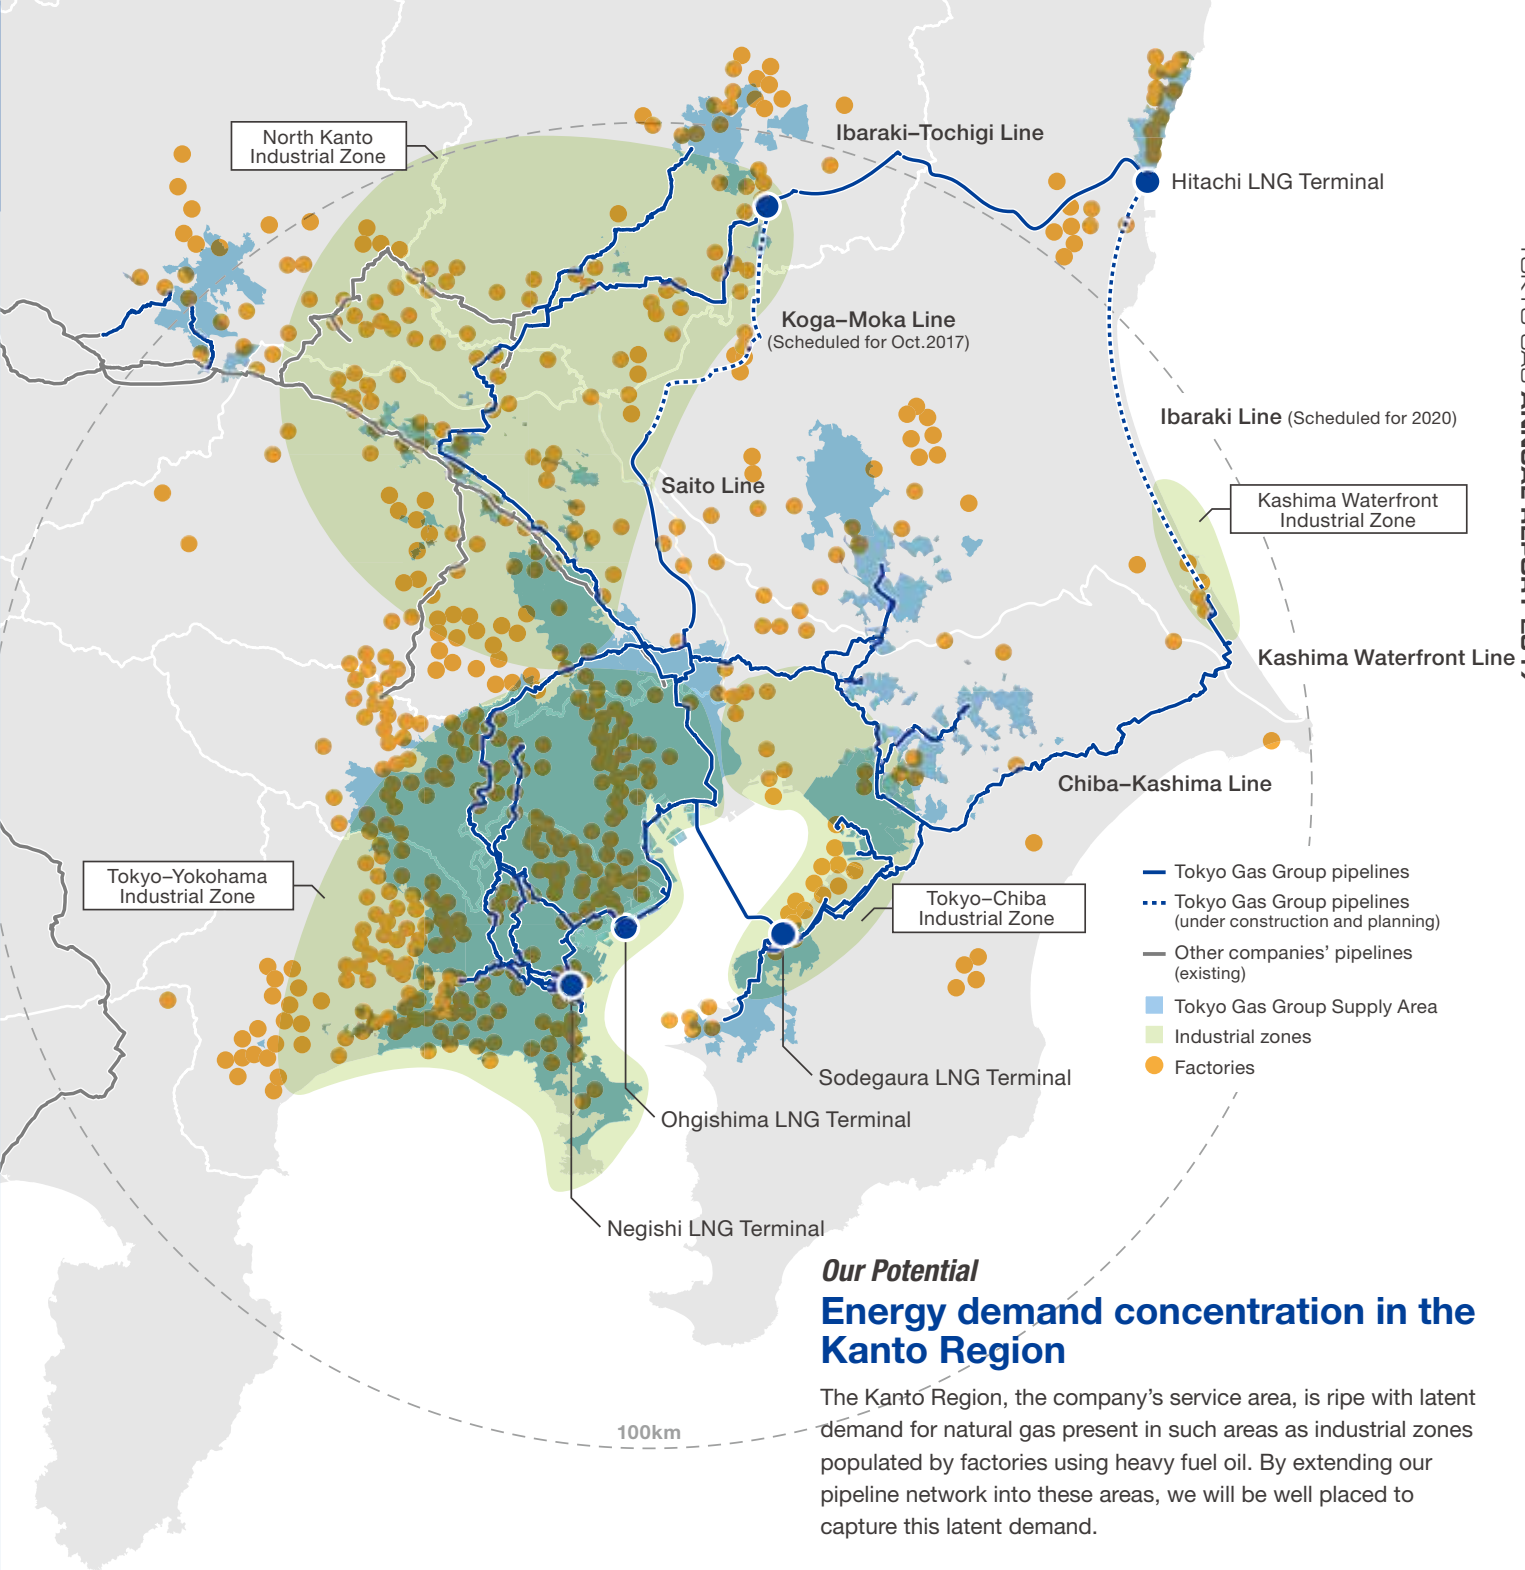 North Kanto
Industrial Zone
Ibaraki–Tochigi Line
Hitachi LNG Terminal
Koga–Moka Line
(Scheduled for Oct.2017)
Ibaraki Line (Scheduled for 2020)
Saito Line
Kashima Waterfront
Industrial Zone
Kashima Waterfront Line
Chiba–Kashima Line
Tokyo–Yokohama
Industrial Zone
Tokyo–Chiba
Industrial Zone
Tokyo Gas Group pipelines
Tokyo Gas Group pipelines
(under construction and planning)
Other companies’ pipelines
(existing)
Tokyo Gas Group Supply Area
Industrial zones
Factories
Sodegaura LNG Terminal
Ohgishima LNG Terminal
Negishi LNG Terminal
100km
Our Potential
Energy demand concentration in the
Kanto Region
The Kanto Region, the company’s service area, is ripe with latent
demand for natural gas present in such areas as industrial zones
populated by factories using heavy fuel oil. By extending our
pipeline network into these areas, we will be well placed to
capture this latent demand.